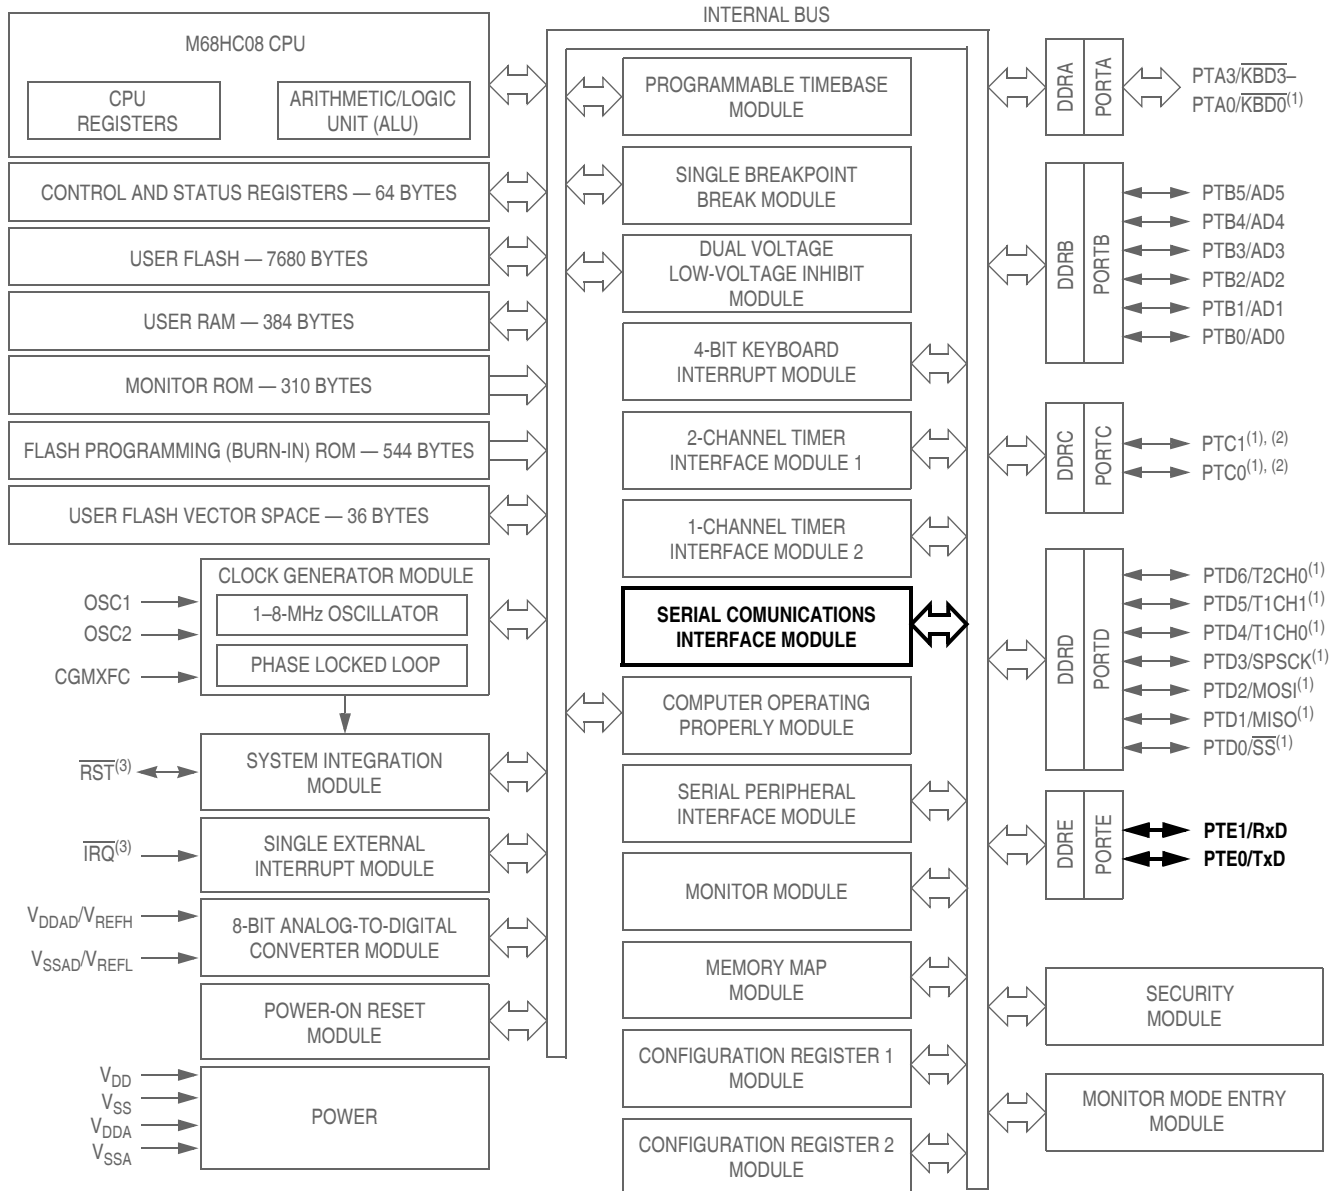 INTERNAL BUS
M68HC08 CPU
CPU
REGISTERS
ARITHMETIC/LOGIC
UNIT (ALU)
CONTROL AND STATUS REGISTERS — 64 BYTES
USER FLASH — 7680 BYTES
USER RAM — 384 BYTES
MONITOR ROM — 310 BYTES
FLASH PROGRAMMING (BURN-IN) ROM — 544 BYTES
USER FLASH VECTOR SPACE — 36 BYTES
CLOCK GENERATOR MODULE
1–8-MHz OSCILLATOR
PHASE LOCKED LOOP
OSC1
OSC2
CGMXFC
SYSTEM INTEGRATION
MODULE
RST(3)
SINGLE EXTERNAL
INTERRUPT MODULE
IRQ(3)
8-BIT ANALOG-TO-DIGITAL
CONVERTER MODULE
VDDAD/VREFH
VSSAD/VREFL
POWER-ON RESET
MODULE
POWER
VDD
VSS
VDDA
VSSA
PROGRAMMABLE TIMEBASE
MODULE
SINGLE BREAKPOINT
BREAK MODULE
DUAL VOLTAGE
LOW-VOLTAGE INHIBIT
MODULE
4-BIT KEYBOARD
INTERRUPT MODULE
2-CHANNEL TIMER
INTERFACE MODULE 1
1-CHANNEL TIMER
INTERFACE MODULE 2
SERIAL COMUNICATIONS
INTERFACE MODULE
COMPUTER OPERATING
PROPERLY MODULE
SERIAL PERIPHERAL
INTERFACE MODULE
MONITOR MODULE
MEMORY MAP
MODULE
CONFIGURATION REGISTER 1
MODULE
CONFIGURATION REGISTER 2
MODULE
DDRA
PORTA
PTA3/KBD3–
PTA0/KBD0(1)
DDRB
PORTB
PTB5/AD5
PTB4/AD4
PTB3/AD3
PTB2/AD2
PTB1/AD1
PTB0/AD0
DDRC
PORTC
PTC1(1), (2)
PTC0(1), (2)
DDRD
PORTD
PTD6/T2CH0(1)
PTD5/T1CH1(1)
PTD4/T1CH0(1)
PTD3/SPSCK(1)
PTD2/MOSI(1)
PTD1/MISO(1)
PTD0/SS(1)
DDRE
PORTE
PTE1/RxD
PTE0/TxD
SECURITY
MODULE
MONITOR MODE ENTRY
MODULE